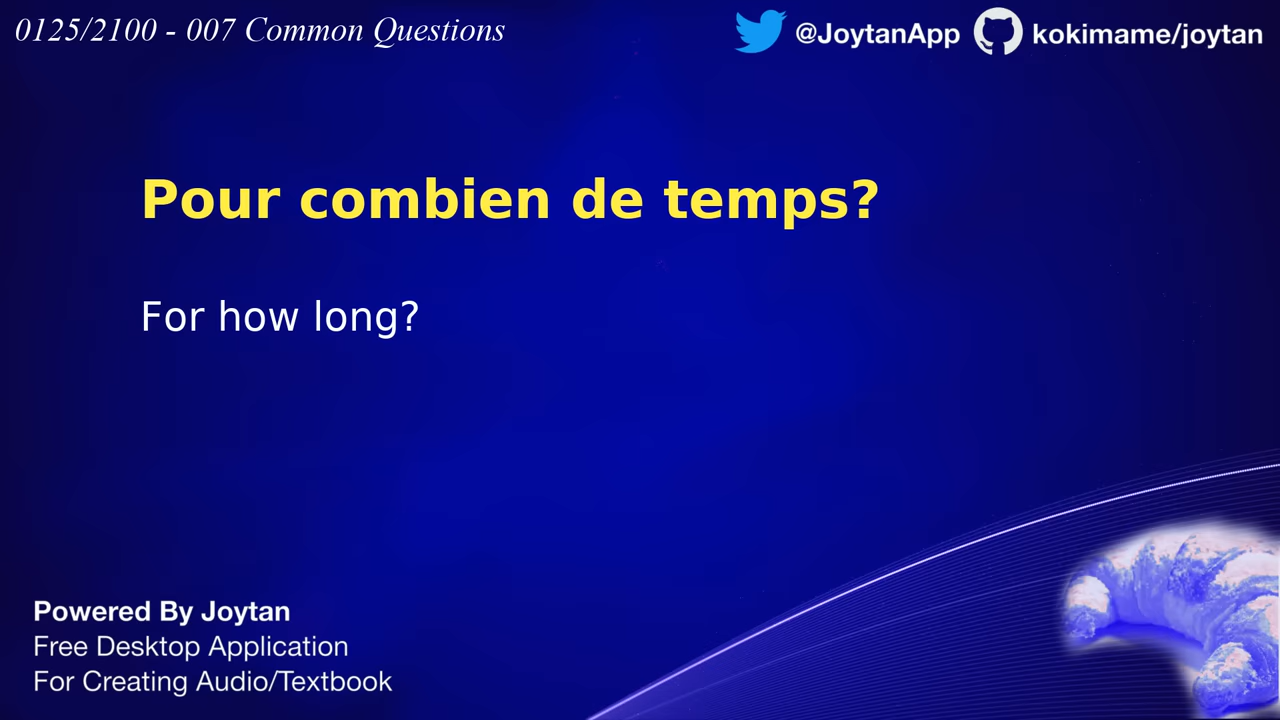 0125/2100 - 007 Common Questions
@JoytanApp kokimame/joytan
Pour combien de temps?
For how long?
Powered By Joytan
Free Desktop Application
For Creating Audio/Textbook